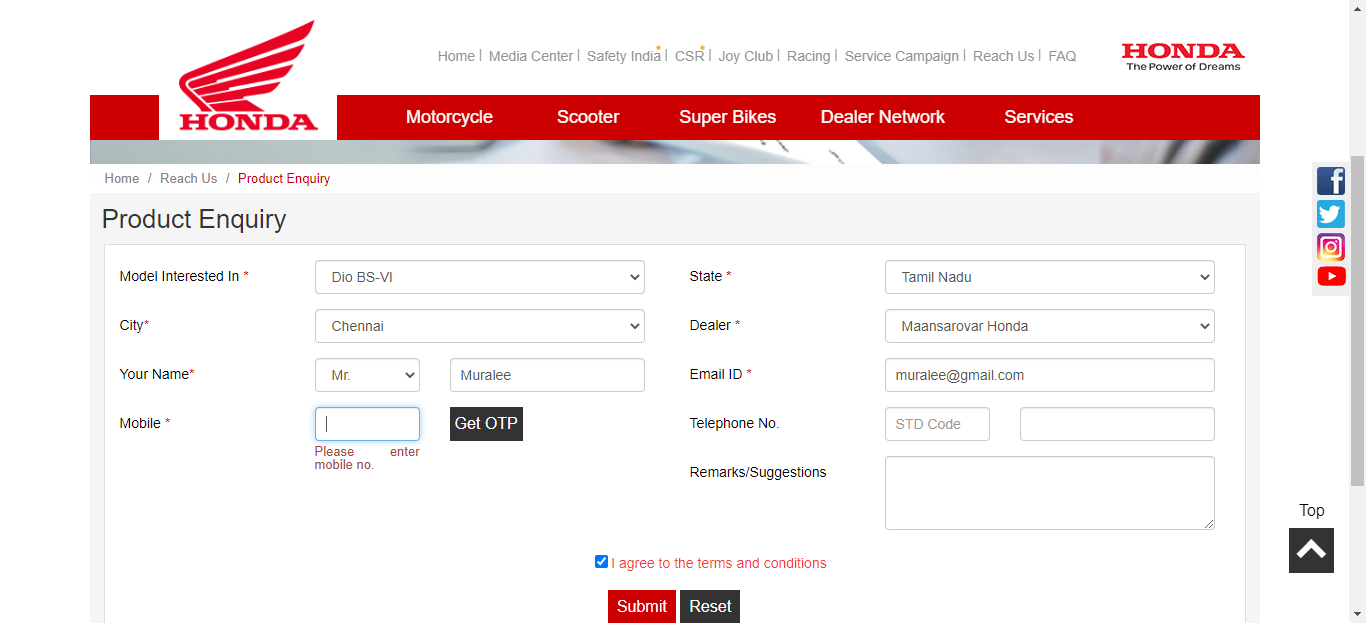 Home | Media Center | Safety India | CSR | Joy Club | Racing | Service Campaign | Reach Us | FAQ
HONDA
The Power of Dreams
HONDA
Motorcycle Scooter Super Bikes Dealer Network Services
Home / Reach Us / Product Enquiry
Product Enquiry
Model Interested In * Dio BS-VI State * Tamil Nadu
City* Chennai Dealer * Maansarovar Honda
Your Name* Mr. Muralee Email ID * muralee@gmail.com
Mobile * Get OTP Telephone No. STD Code
Please enter
mobile no.
Remarks/Suggestions
Top
I agree to the terms and conditions
Submit Reset